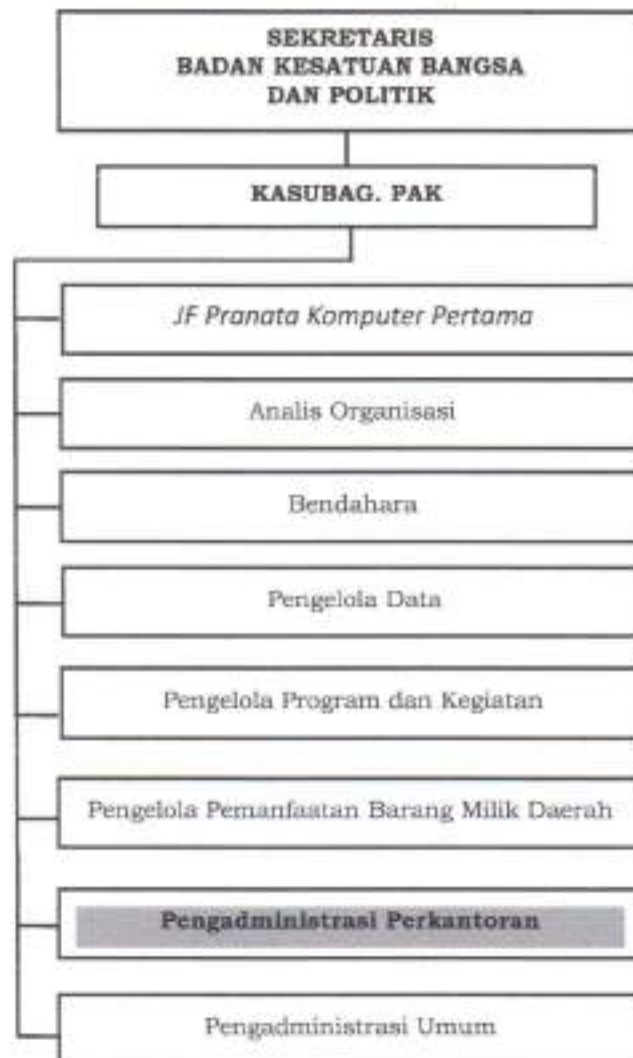 SEKRETARIS
BADAN KESATUAN BANGSA
DAN POLITIK
KASUBAG. PAK
JF Pranata Komputer Pertama
Analis Organisasi
Bendahara
Pengelola Data
Pengelola Program dan Kegiatan
Pengelola Pemanfaatan Barang Milik Daerah
Pengadministrasi Perkantoran
Pengadministrasi Umum